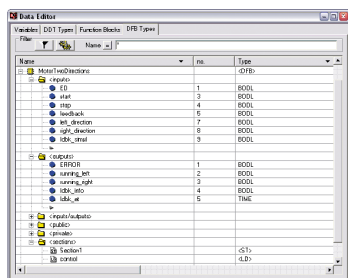 Data Editor
Variables DDT Types Function Blocks DFB Types
Filter
Name = *
Name no. Type
MotorTwoDirections <DFB>
<inputs>
ED 1 BOOL
start 3 BOOL
stop 4 BOOL
feedback 5 BOOL
left_direction 7 BOOL
right_direction 8 BOOL
fdbk_simul 9 BOOL
<outputs>
ERROR 1 BOOL
running_left 2 BOOL
running_right 3 BOOL
fdbk_info 4 BOOL
fdbk_et 5 TIME
<inputs/outputs>
<public>
<private>
<sections>
Section1 <ST>
control <LD>